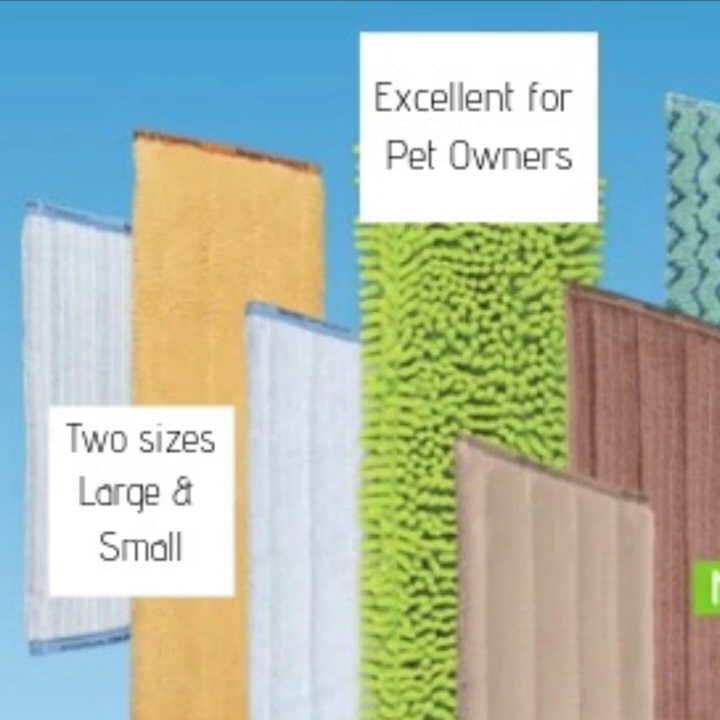 Excellent for
Pet Owners
Two sizes
Large &
Small